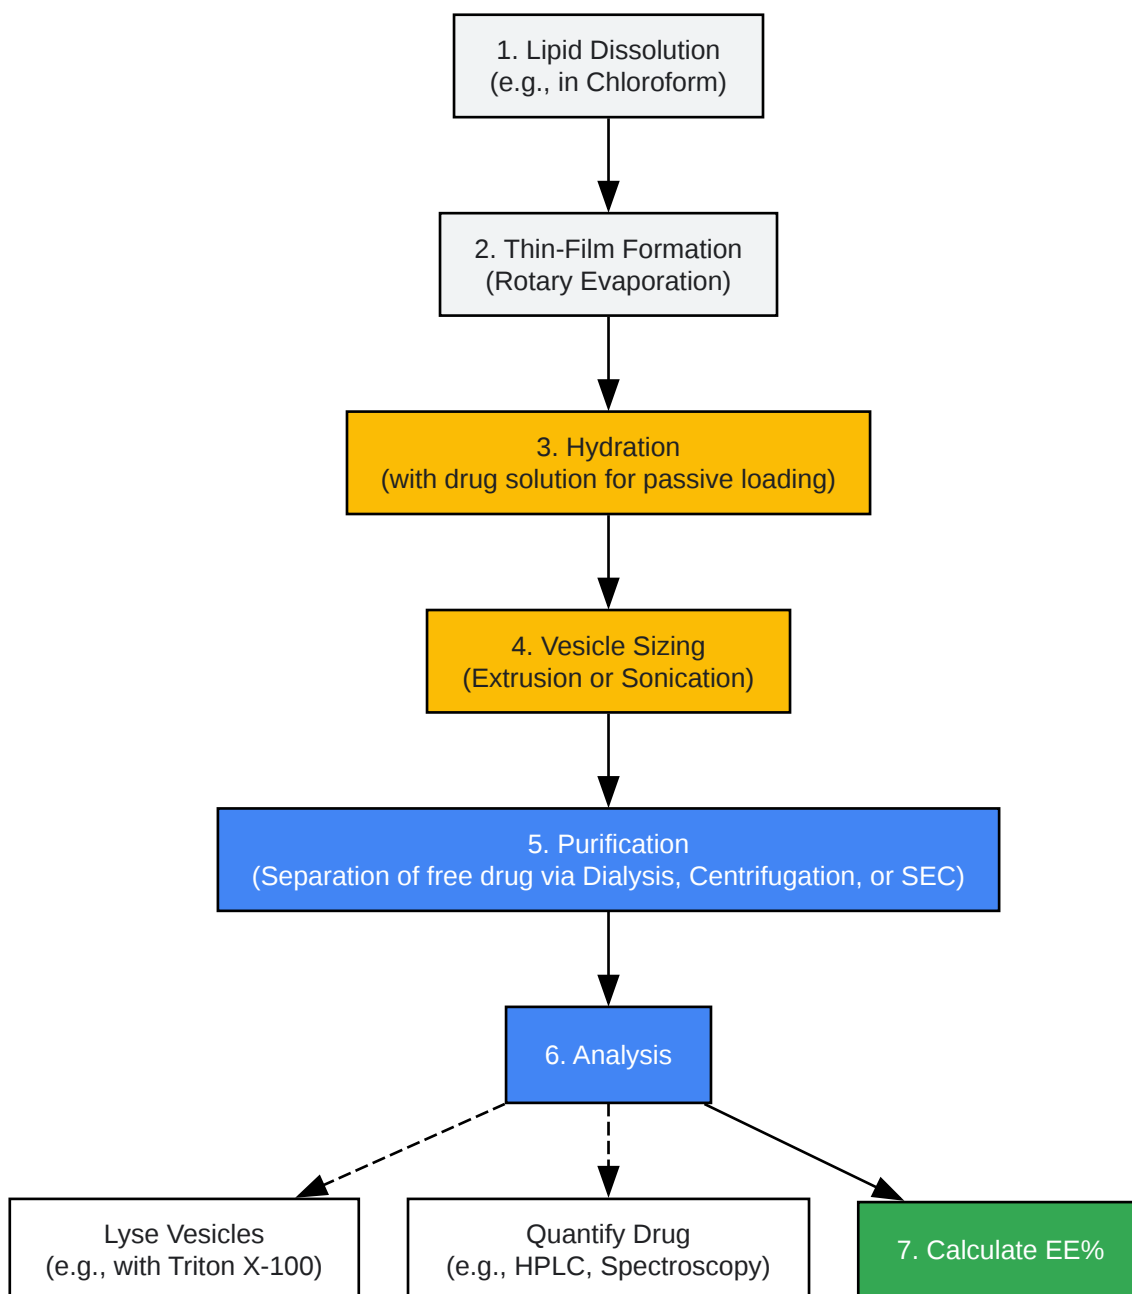 1. Lipid Dissolution
(e.g., in Chloroform)
2. Thin-Film Formation
(Rotary Evaporation)
3. Hydration
(with drug solution for passive loading)
4. Vesicle Sizing
(Extrusion or Sonication)
5. Purification
(Separation of free drug via Dialysis, Centrifugation, or SEC)
6. Analysis
Lyse Vesicles
(e.g., with Triton X-100)
Quantify Drug
(e.g., HPLC, Spectroscopy)
7. Calculate EE%